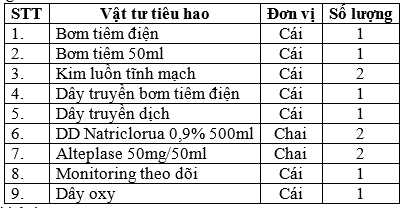 STT Vật tư tiêu hao Đơn vị Số lượng
1. Bơm tiêm điện Cái 1
2. Bơm tiêm 50ml Cái 1
3. Kim luồn tĩnh mạch Cái 2
4. Dây truyền bơm tiêm điện Cái 1
5. Dây truyền dịch Cái 1
6. DD Natriclorua 0,9% 500ml Chai 2
7. Alteplase 50mg/50ml Chai 2
8. Monitoring theo dõi Cái 1
9. Dây oxy Cái 1